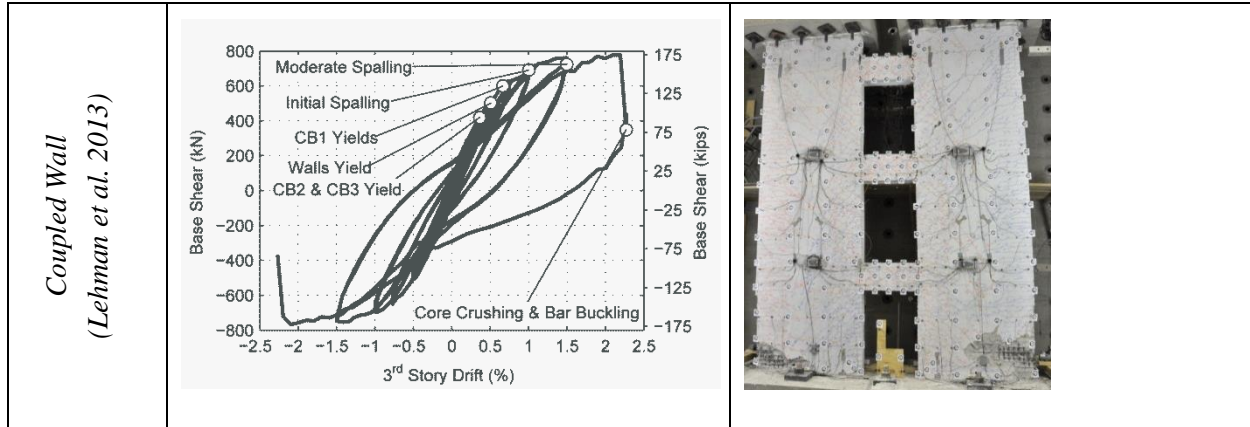 Coupled Wall
(Lehman et al. 2013)
800
600
400
200
0
−200
−400
−600
−800
Base Shear (kN)
Moderate Spalling
Initial Spalling
CB1 Yields
Walls Yield
CB2 & CB3 Yield
Core Crushing & Bar Buckling
175
125
75
25
−25
−75
−125
−175
Base Shear (kips)
−2.5 −2 −1.5 −1 −0.5 0 0.5 1 1.5 2 2.5
3rd Story Drift (%)